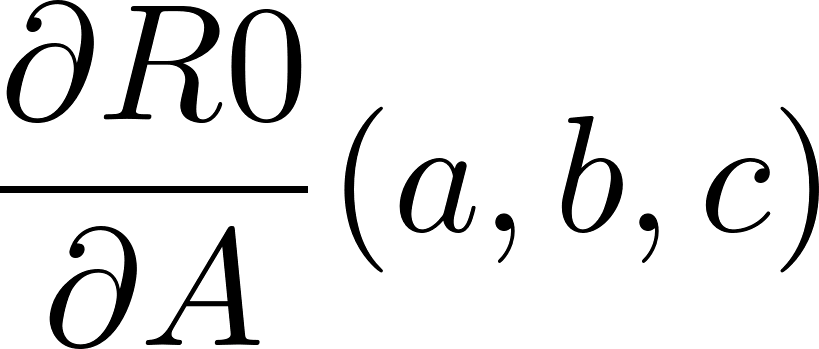 ∂R0
∂A
(a, b, c)